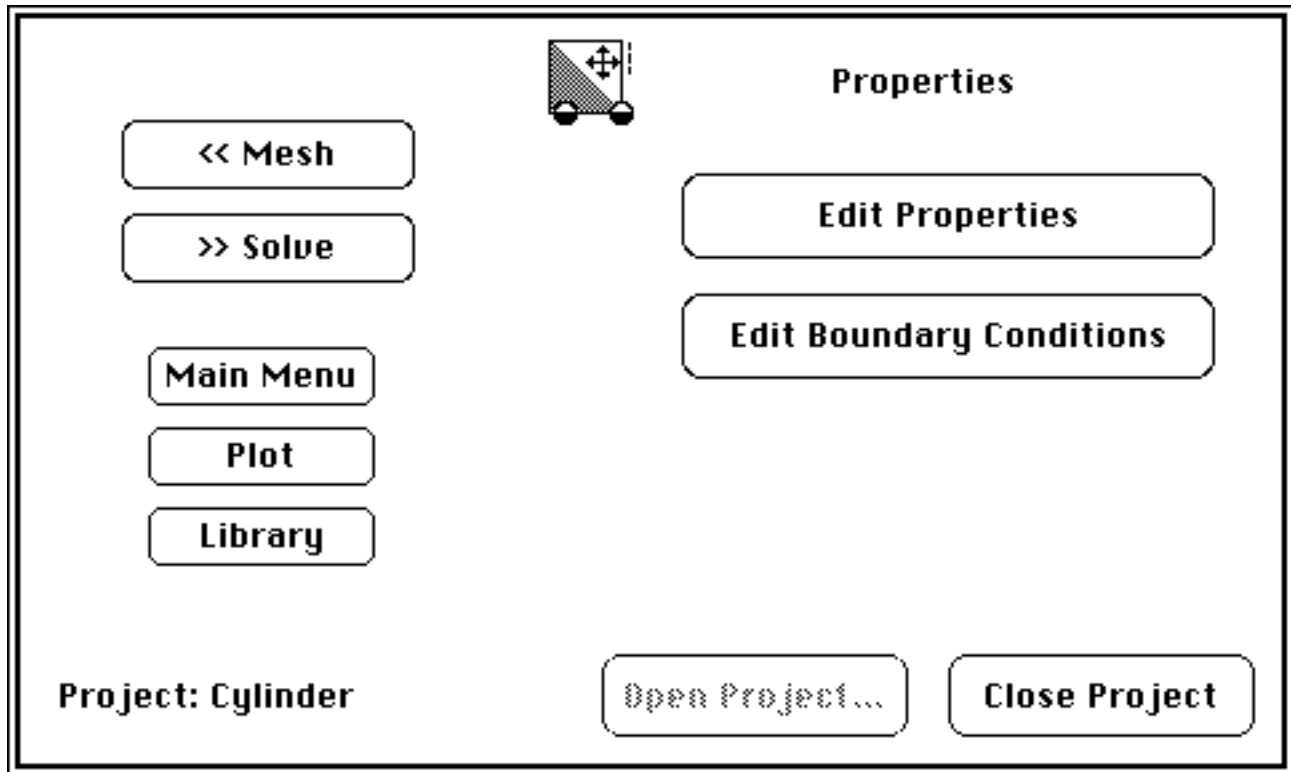 Properties
<< Mesh
>> Solve
Edit Properties
Edit Boundary Conditions
Main Menu
Plot
Library
Project: Cylinder
Open Project...
Close Project